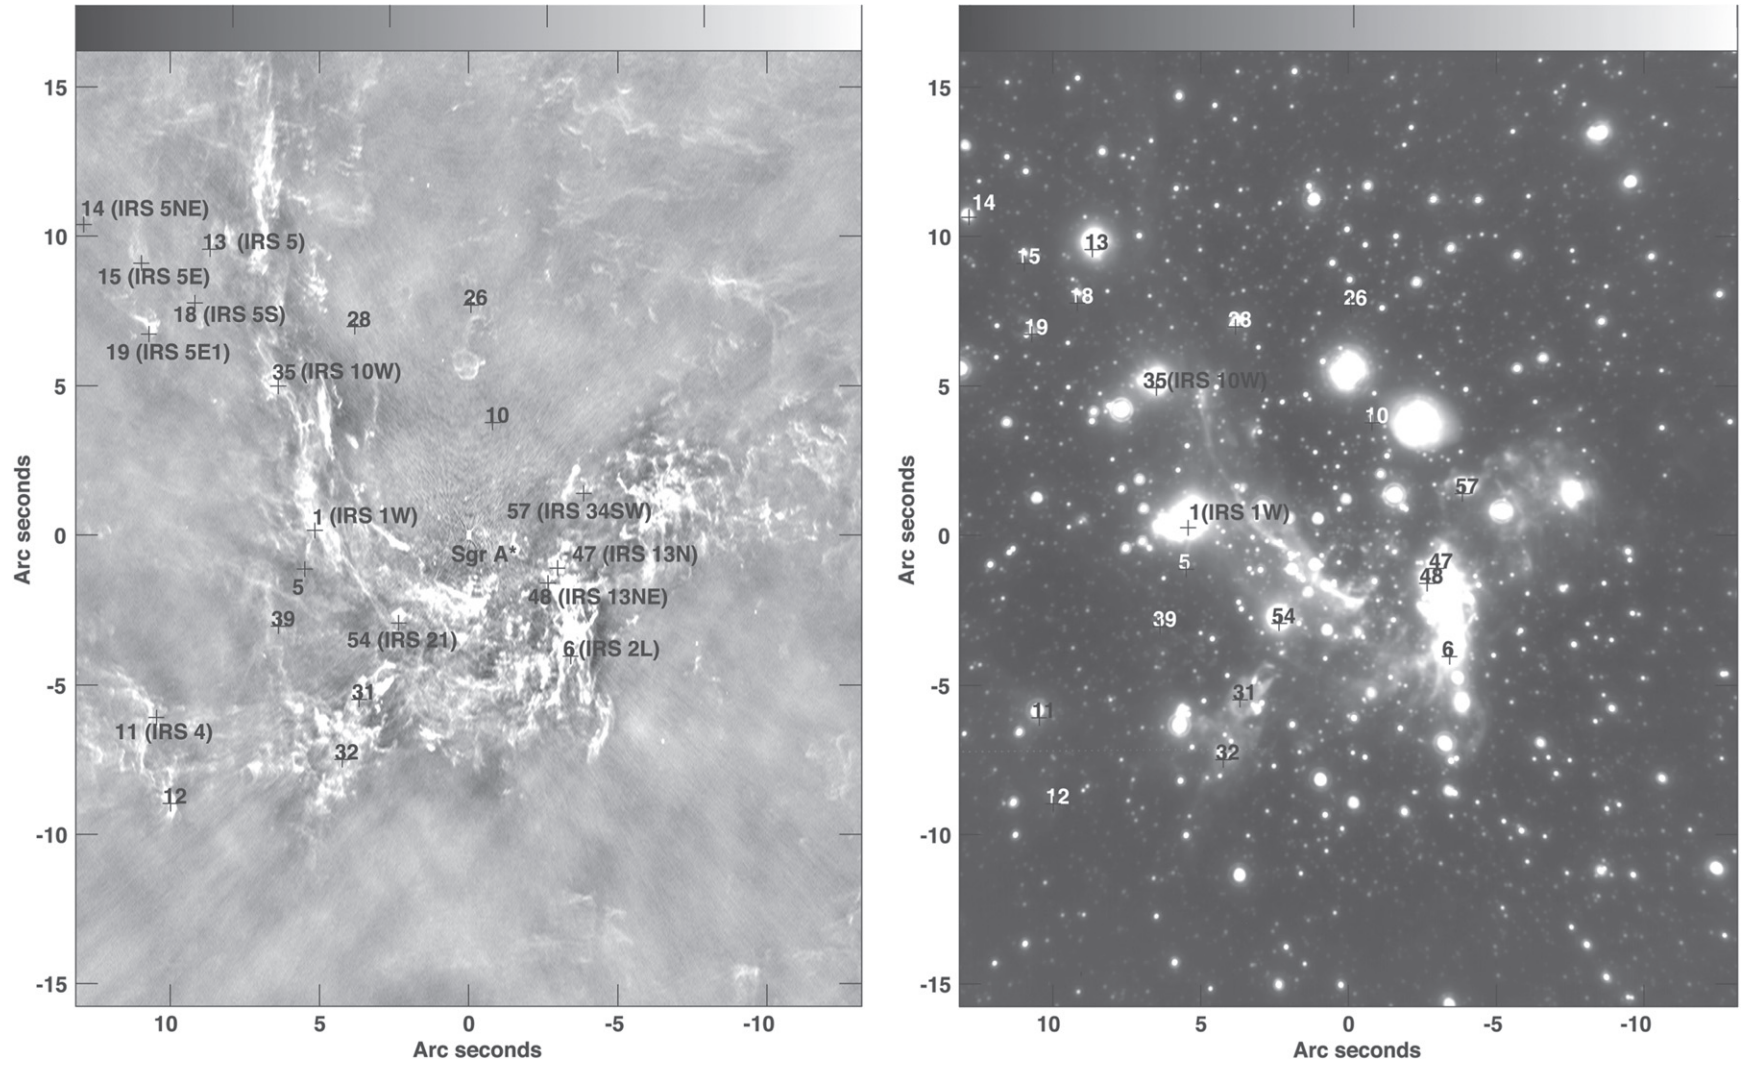 15
10
5
0
-5
-10
-15
Arc seconds
14 (IRS 5NE)
13 (IRS 5)
15 (IRS 5E)
18 (IRS 5S)
19 (IRS 5E1)
26
28
35 (IRS 10W)
10
57 (IRS 34SW)
1 (IRS 1W)
Sgr A*
47 (IRS 13N)
5
48 (IRS 13NE)
39
54 (IRS 21)
6 (IRS 2L)
31
11 (IRS 4)
32
12
10
5
0
-5
-10
Arc seconds
15
10
5
0
-5
-10
-15
Arc seconds
14
13
15
18
26
19
28
35(IRS 10W)
10
57
1(IRS 1W)
47
5
48
39
54
6
31
11
32
12
10
5
0
-5
-10
Arc seconds